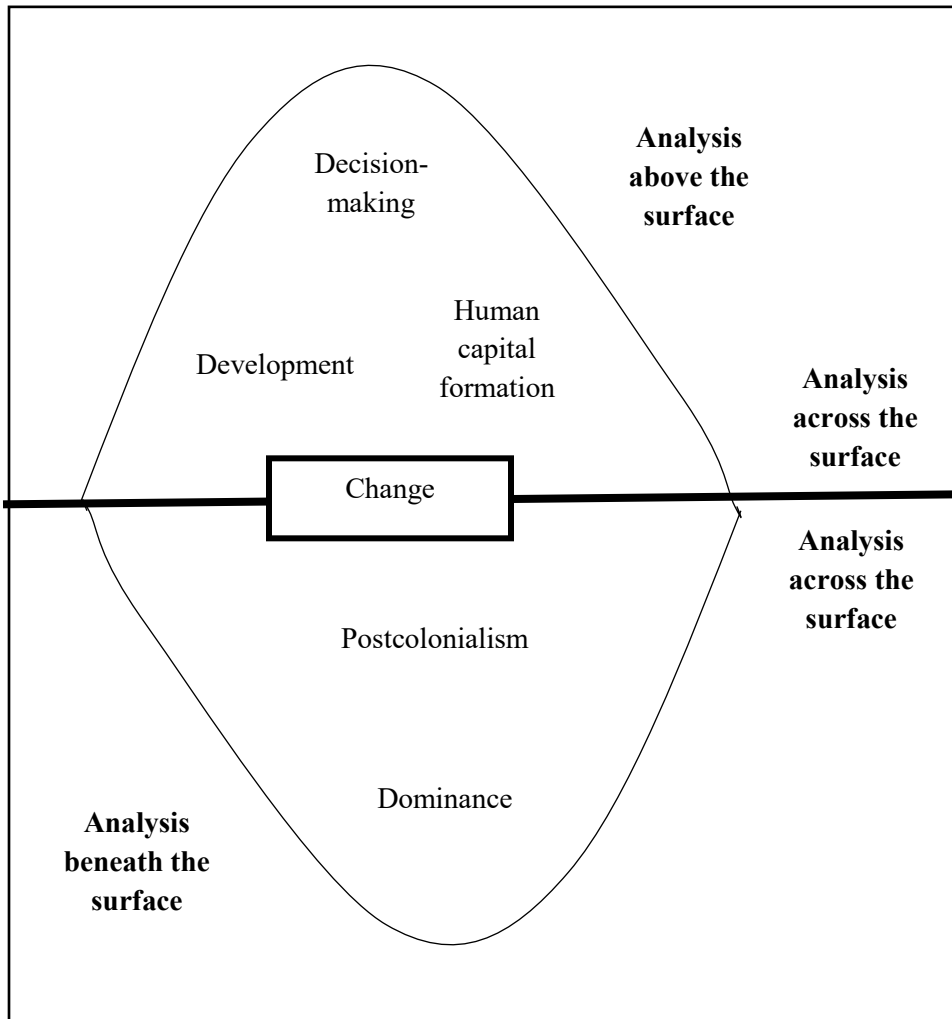 Analysis
above the
surface
Decision-
making
Human
capital
formation
Development
Analysis
across the
surface
Change
Analysis
across the
surface
Postcolonialism
Dominance
Analysis
beneath the
surface